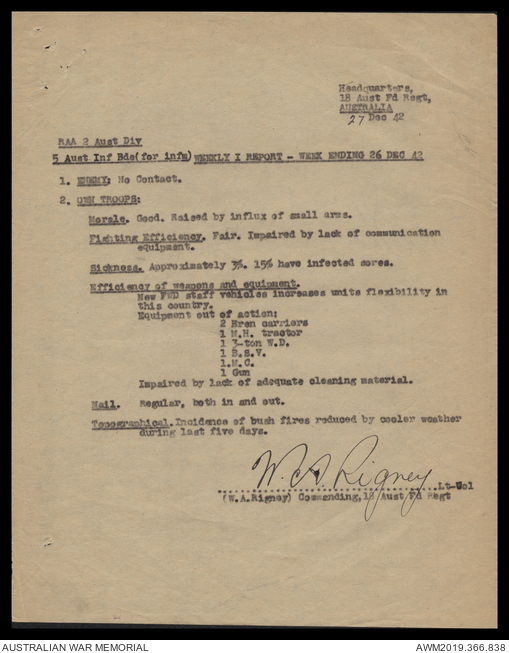 Headquarters,
18 Aust Fd Regt,
AUSTRALIA
27 Dec 42
RAA 2 Aust Div
5 Aust Inf Bde(for infm) WEEKLY I REPORT - WEEK ENDING 26 DEC 42
1. ENEMY: No Contact.
2. OWN TROOPS:
Morale. Good. Raised by influx of small arms.
Fighting Efficiency. Fair. Impaired by lack of communication
equipment.
Sickness. Approximately 3%. 15% have infected sores.
Efficiency of weapons and equipment.
New FWD staff vehicles increases units flexibility in
this country.
Equipment out of action:
2 Bren carriers
1 M.H. tractor
1 3-ton W.D.
1 B.S.V.
1.M.C.
1 Gun
Impaired by lack of adequate cleaning material.
Mail. Regular, both in and out.
Topographical. Incidence of bush fires reduced by cooler weather
during last five days.
W. A. Rigney
Lt-Col
(W.A.Rigney) Commanding, 18 Aust Fd Regt
AUSTRALIAN WAR MEMORIAL
AWM2019.366.838